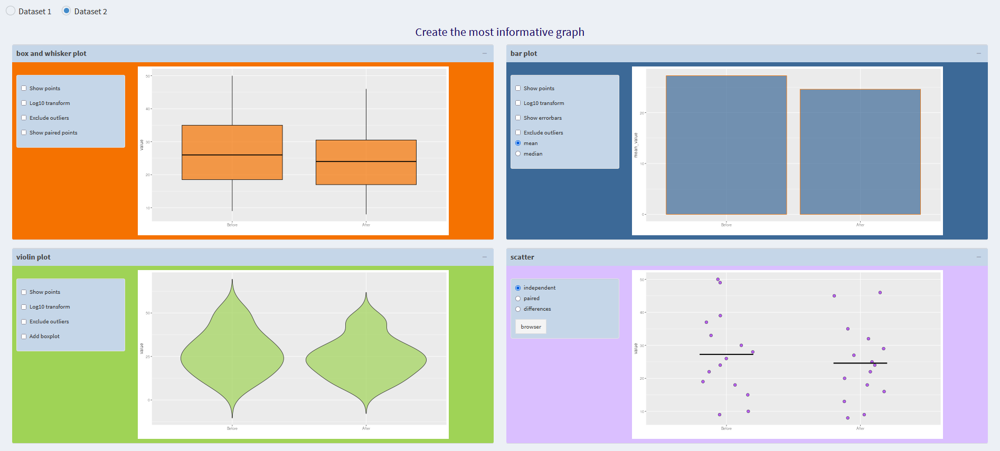 Dataset 1
Dataset 2
Create the most informative graph
box and whisker plot
Show points
Log10 transform
Exclude outliers
Show paired points
value
50
40
30
20
10
Before
After
bar plot
Show points
Log10 transform
Show errorbars
Exclude outliers
mean
median
mean_value
20
10
0
Before
After
violin plot
Show points
Log10 transform
Exclude outliers
Add boxplot
value
50
25
0
Before
After
scatter
independent
paired
differences
browser
value
50
40
30
20
10
Before
After